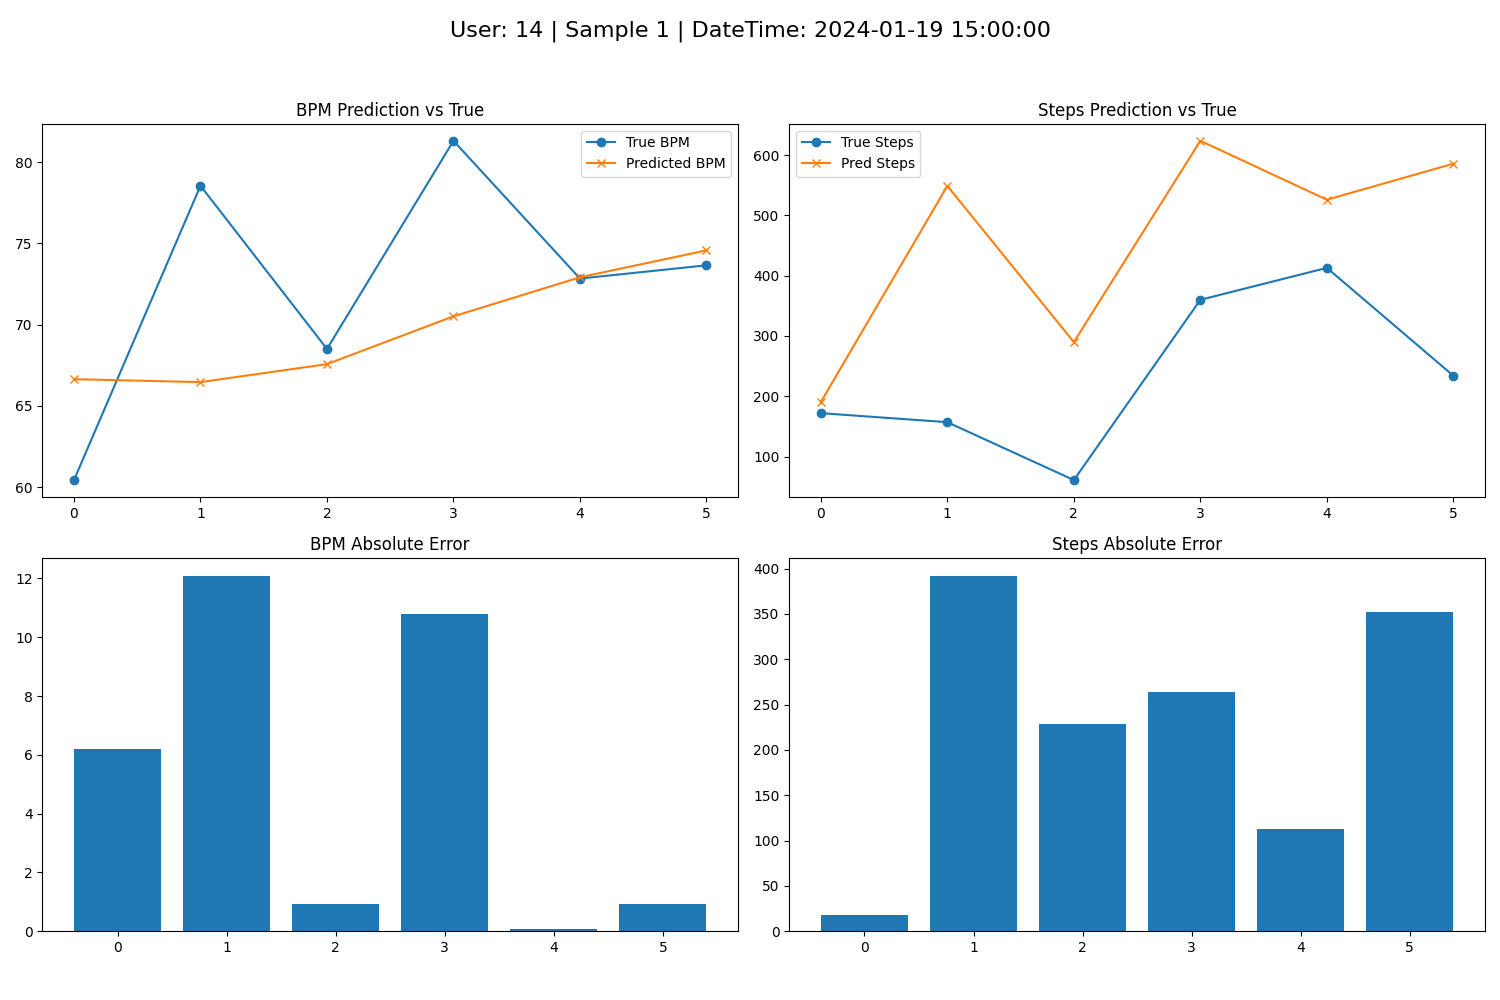 User: 14 | Sample 1 | DateTime: 2024-01-19 15:00:00
BPM Prediction vs True
True BPM
Predicted BPM
80
75
70
65
60
0 1 2 3 4 5
Steps Prediction vs True
True Steps
Pred Steps
600
500
400
300
200
100
0 1 2 3 4 5
BPM Absolute Error
12
10
8
6
4
2
0
0 1 2 3 4 5
Steps Absolute Error
400
350
300
250
200
150
100
50
0
0 1 2 3 4 5